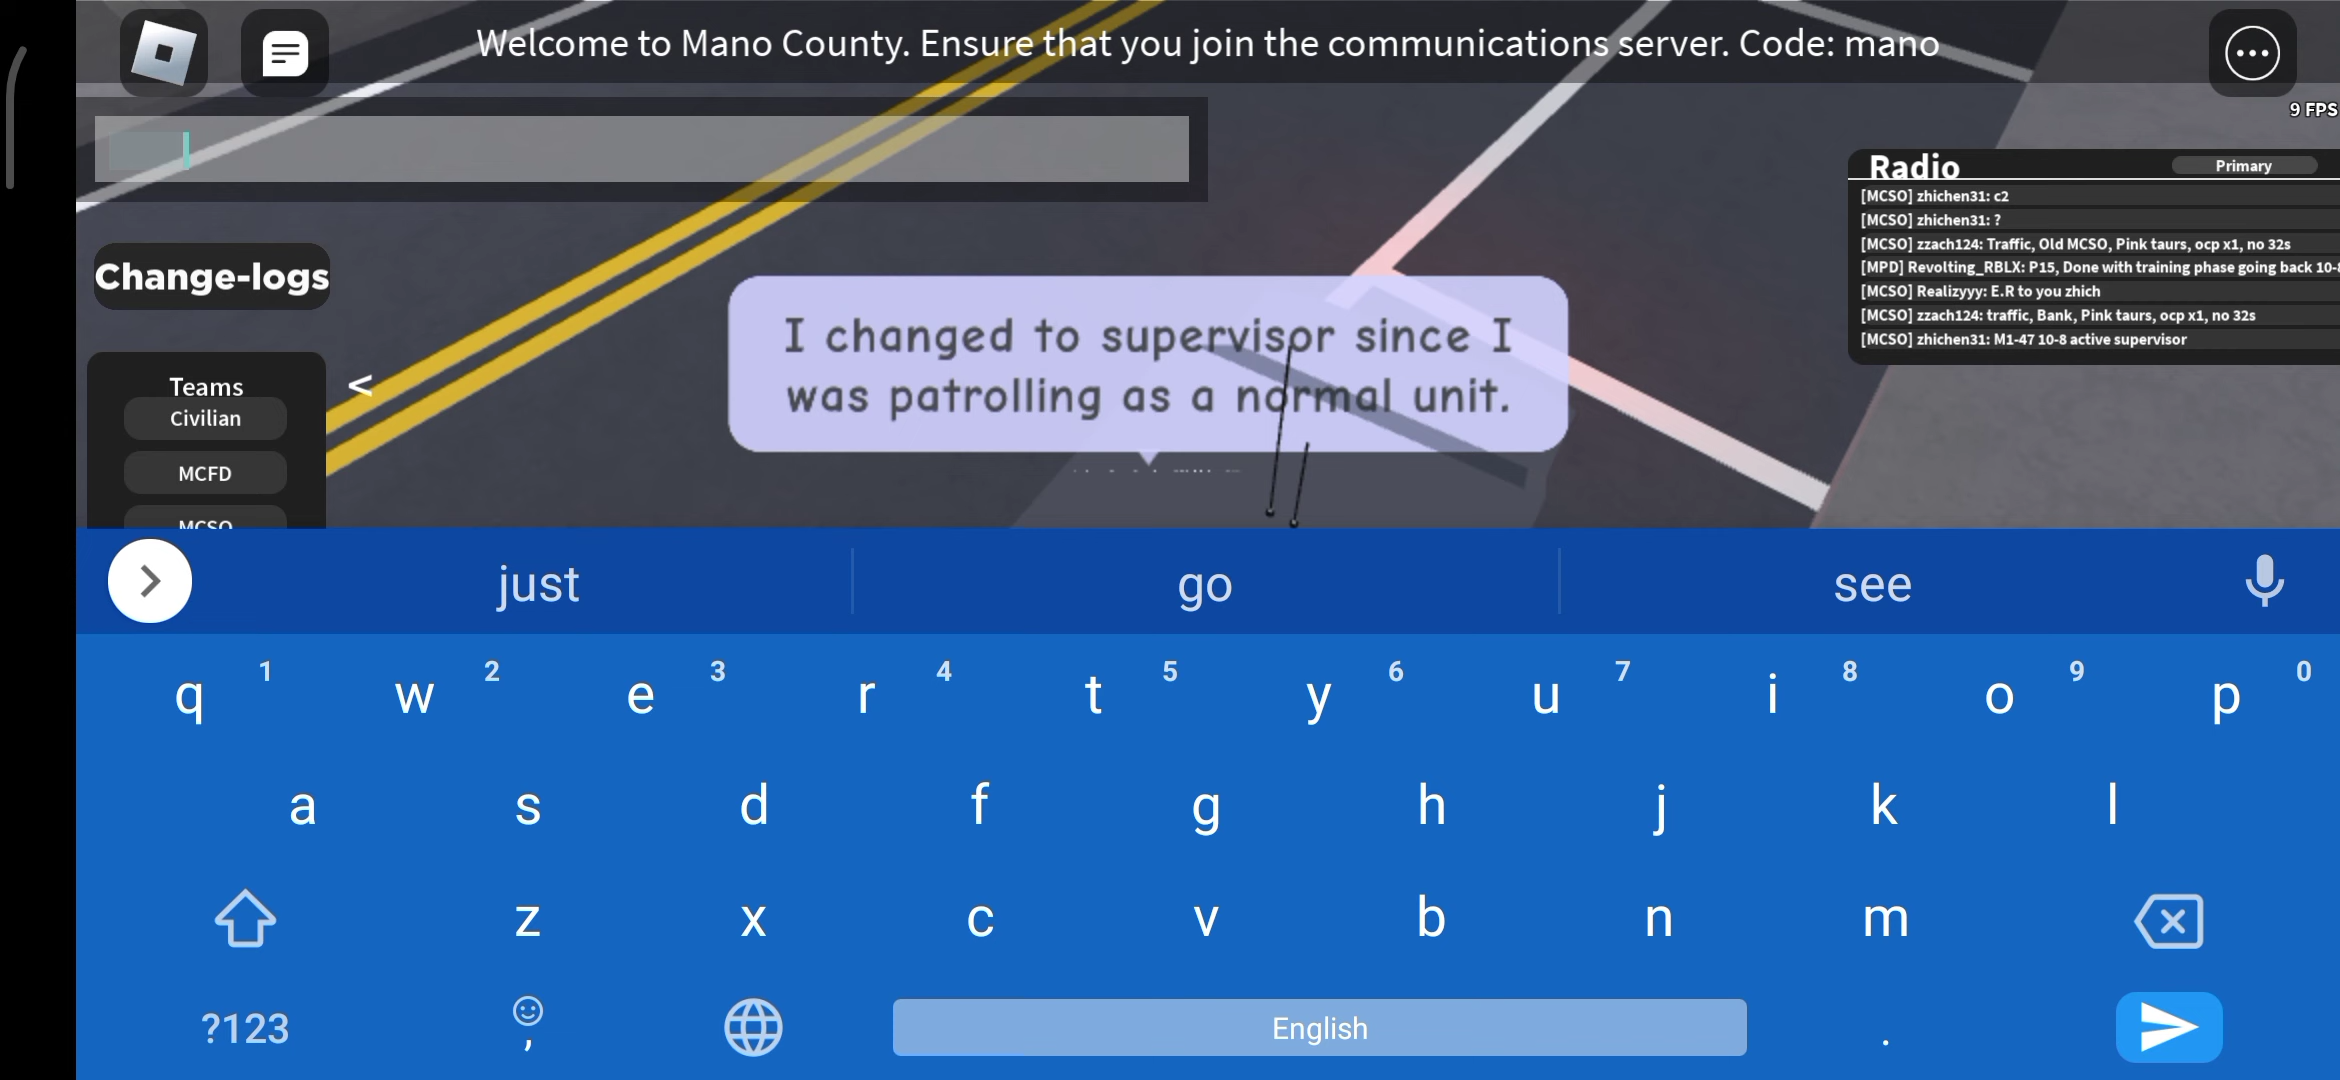 Welcome to Mano County. Ensure that you join the communications server. Code: mano
9 FPS
Radio
Primary
[MCSO] zhichen31: c2
[MCSO] zhichen31: ?
[MCSO] zzach124: Traffic, Old MCSO, Pink taurs, ocp x1, no 32s
[MPD] Revolting_RBLX: P15, Done with training phase going back 10-8
[MCSO] Realizyyy: E.R to you zhich
[MCSO] zzach124: traffic, Bank, Pink taurs, ocp x1, no 32s
[MCSO] zhichen31: M1-47 10-8 active supervisor
Change-logs
Teams
<
Civilian
MCFD
MCSO
I changed to supervisor since I
was patrolling as a normal unit.
just go see
q 1 w 2 e 3 r 4 t 5 y 6 u 7 i 8 o 9 p 0
a s d f g h j k l
z x c v b n m
?123 , English .